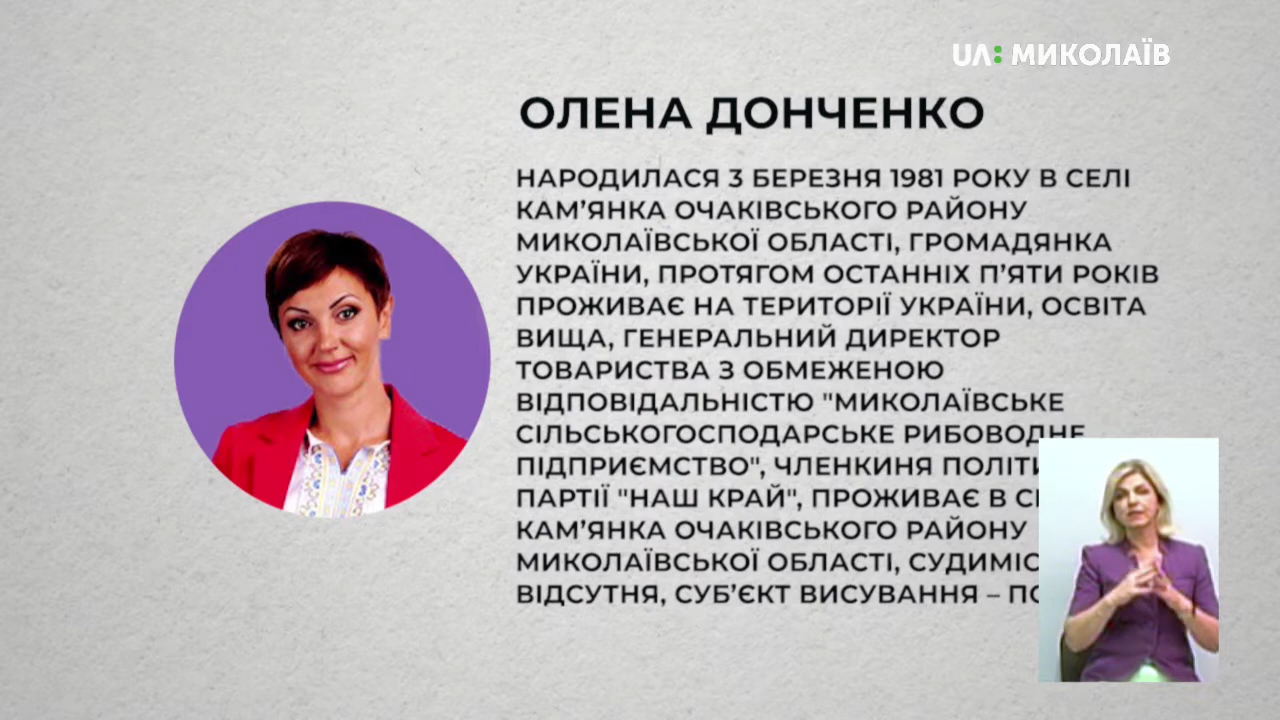 UA: МИКОЛАЇВ
ОЛЕНА ДОНЧЕНКО
НАРОДИЛАСЯ 3 БЕРЕЗНЯ 1981 РОКУ В СЕЛІ
КАМ'ЯНКА ОЧАКІВСЬКОГО РАЙОНУ
МИКОЛАЇВСЬКОЇ ОБЛАСТІ, ГРОМАДЯНКА
УКРАЇНИ, ПРОТЯГОМ ОСТАННІХ П'ЯТИ РОКІВ
ПРОЖИВАЄ НА ТЕРИТОРІЇ УКРАЇНИ, ОСВІТА
ВИЩА, ГЕНЕРАЛЬНИЙ ДИРЕКТОР
ТОВАРИСТВА З ОБМЕЖЕНОЮ
ВІДПОВІДАЛЬНІСТЮ "МИКОЛАЇВСЬКЕ
СІЛЬСЬКОГОСПОДАРСЬКЕ РИБОВОДНЕ
ПІДПРИЄМСТВО", ЧЛЕНКИНЯ
ПАРТІЇ "НАШ КРАЙ", ПРОЖИВАЄ В
КАМ'ЯНКА ОЧАКІВСЬКОГО РАЙОНУ
МИКОЛАЇВСЬКОЇ ОБЛАСТІ,
ВІДСУТНЯ, СУБ'ЄКТ ВИСУВАННЯ –